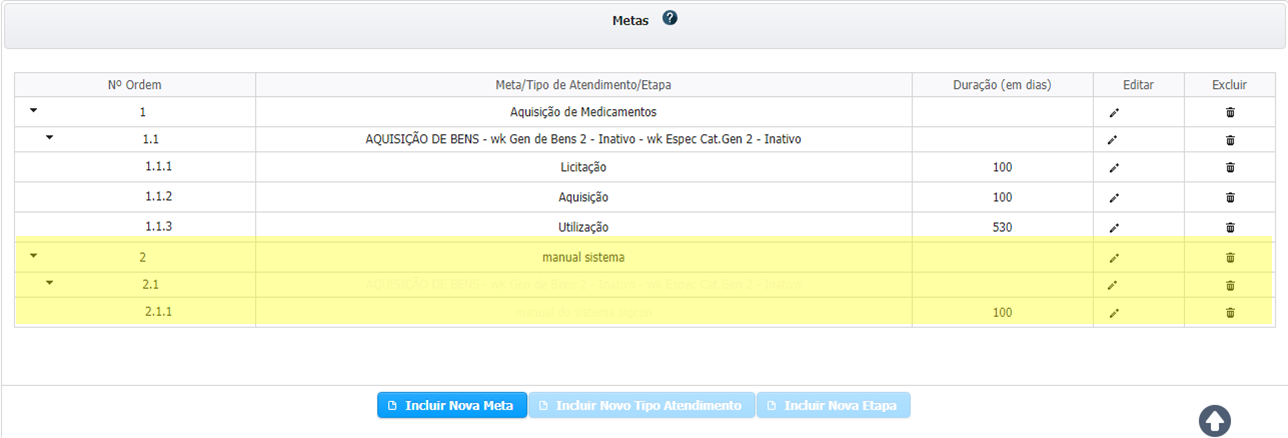 Metas ?
Nº Ordem Meta/Tipo de Atendimento/Etapa Duração (em dias) Editar Excluir
1 Aquisição de Medicamentos
1.1 AQUISIÇÃO DE BENS - wk Gen de Bens 2 - Inativo - wk Espec Cat.Gen 2 - Inativo
1.1.1 Licitação 100
1.1.2 Aquisição 100
1.1.3 Utilização 530
2 manual sistema
2.1 AQUISIÇÃO DE BENS - wk Gen de Bens 2 - Inativo - wk Espec Cat.Gen 2 - Inativo
2.1.1 manual do sistema 100
Incluir Nova Meta Incluir Novo Tipo Atendimento Incluir Nova Etapa